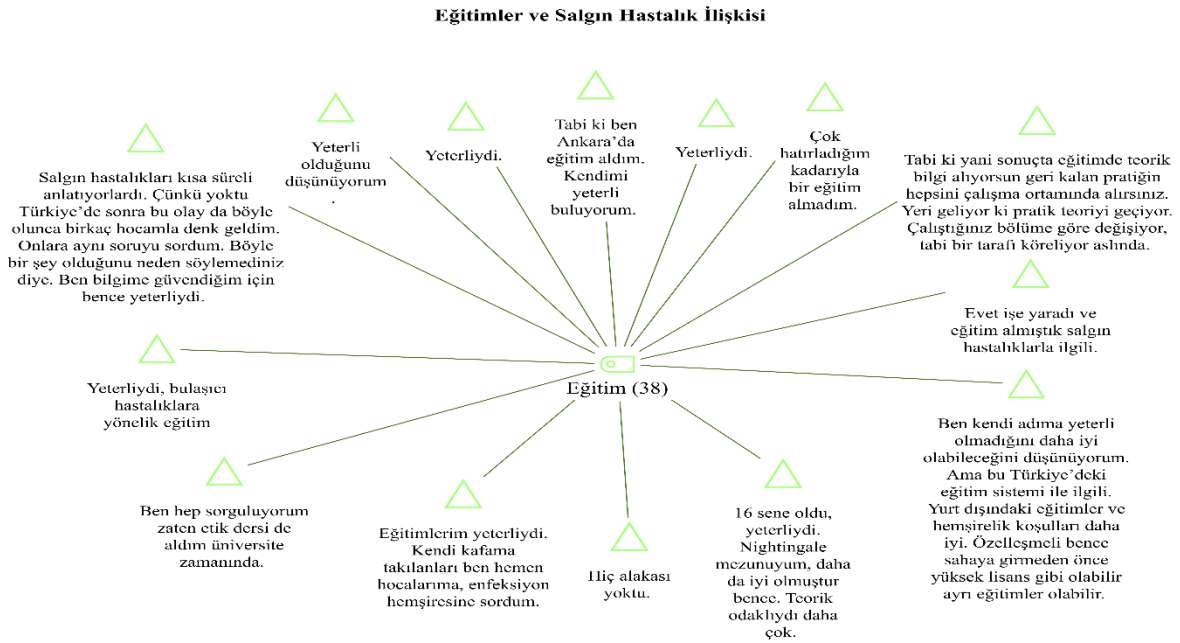 Eğitimler ve Salgın Hastalık İlişkisi
Salgın hastalıkları kısa süreli
anlatıyorlardı. Çünkü yoktu
Türkiye'de sonra bu olay da böyle
olunca birkaç hocamla denk geldim.
Onlara aynı soruyu sordum. Böyle
bir şey olduğunu neden söylemediniz
diye. Ben bilgime güvendiğim için
bence yeterliydi.
Yeterli
olduğunu
düşünüyorum
.
Yeterliydi.
Tabi ki ben
Ankara'da
eğitim aldım.
Kendimi
yeterli
buluyorum.
Yeterliydi.
Çok
hatırladığım
kadarıyla
bir eğitim
almadım.
Tabi ki yani sonuçta eğitimde teorik
bilgi alıyorsun geri kalan pratiğin
hepsini çalışma ortamında alırsınız.
Yeri geliyor ki pratik teoriyi geçiyor.
Çalıştığınız bölüme göre değişiyor,
tabi bir tarafı köreliyor aslında.
Evet işe yaradı ve
eğitim almıştık salgın
hastalıklarla ilgili.
Yeterliydi, bulaşıcı
hastalıklara
yönelik eğitim
Eğitim (38)
Ben kendi adıma yeterli
olmadığını daha iyi
olabileceğini düşünüyorum.
Ama bu Türkiye'deki
eğitim sistemi ile ilgili.
Yurt dışındaki eğitimler ve
hemşirelik koşulları daha
iyi. Özelleşmeli bence
sahaya girmeden önce
yüksek lisans gibi olabilir
ayrı eğitimler olabilir.
Ben hep sorguluyorum
zaten etik dersi de
aldım üniversite
zamanında.
Eğitimlerim yeterliydi.
Kendi kafama
takılanları ben hemen
hocalarıma, enfeksiyon
hemşiresine sordum.
Hiç alakası
yoktu.
16 sene oldu,
yeterliydi.
Nightingale
mezunuyum, daha
da iyi olmuştur
bence. Teorik
odaklıydı daha
çok.